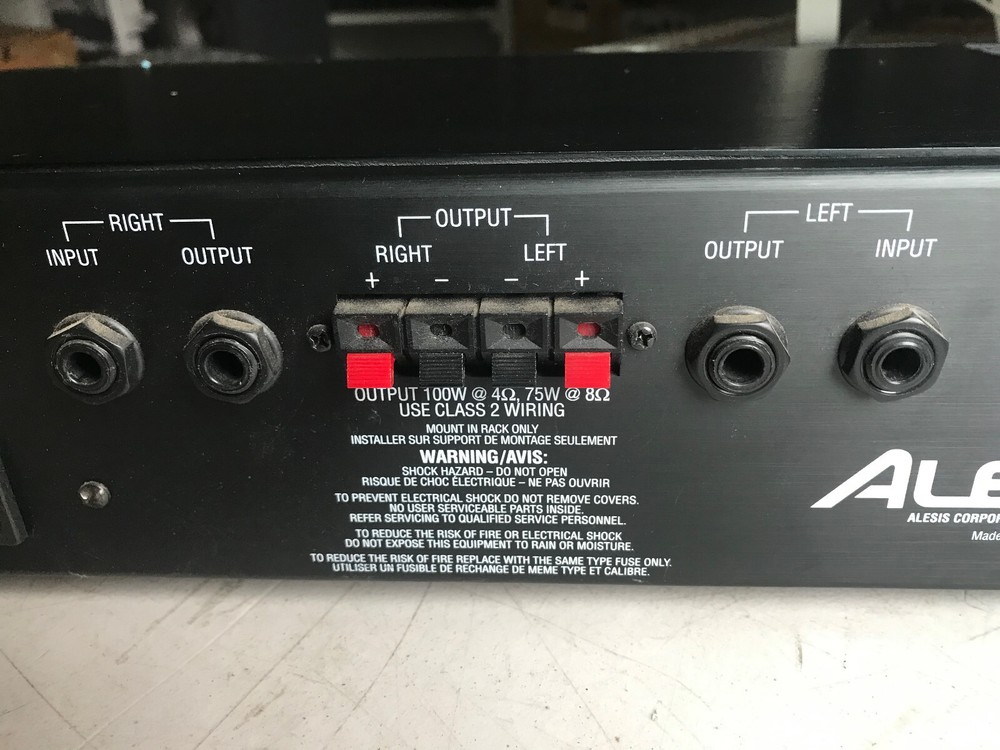 RIGHT
INPUT OUTPUT
OUTPUT
RIGHT LEFT
+ − − +
LEFT
OUTPUT INPUT
OUTPUT 100W @ 4Ω, 75W @ 8Ω
USE CLASS 2 WIRING
MOUNT IN RACK ONLY
INSTALLER SUR SUPPORT DE MONTAGE SEULEMENT
WARNING/AVIS:
SHOCK HAZARD – DO NOT OPEN
RISQUE DE CHOC ÉLECTRIQUE – NE PAS OUVRIR
TO PREVENT ELECTRICAL SHOCK DO NOT REMOVE COVERS.
NO USER SERVICEABLE PARTS INSIDE.
REFER SERVICING TO QUALIFIED SERVICE PERSONNEL.
TO REDUCE THE RISK OF FIRE OR ELECTRICAL SHOCK
DO NOT EXPOSE THIS EQUIPMENT TO RAIN OR MOISTURE.
TO REDUCE THE RISK OF FIRE REPLACE WITH THE SAME TYPE FUSE ONLY.
UTILISER UN FUSIBLE DE RECHANGE DE MEME TYPE ET CALIBRE.
ALE
ALESIS CORPOR
Made